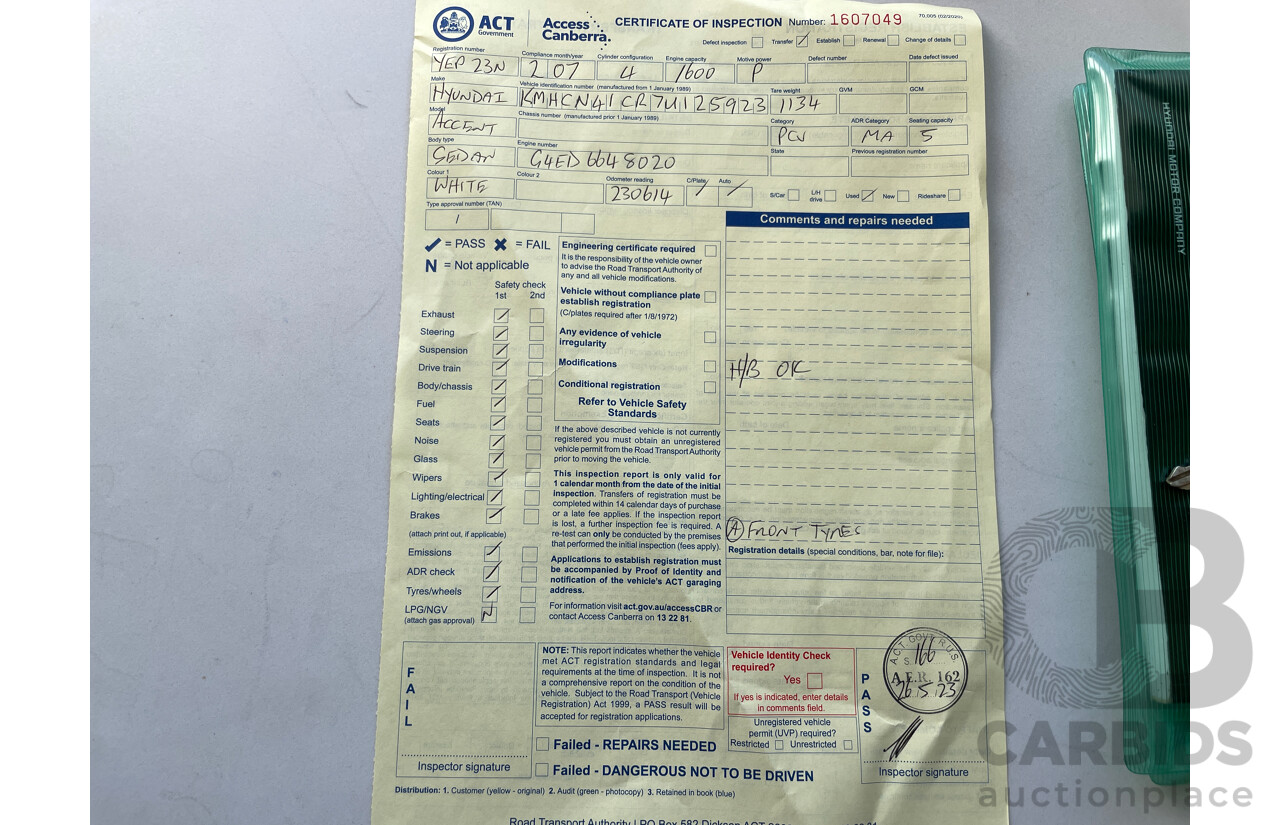 ACT Government
Access Canberra.
CERTIFICATE OF INSPECTION Number: 1607049 70.005 (02/2020)
Defect inspection Transfer Establish Renewal Change of details
Registration number Compliance month/year Cylinder configuration Engine capacity Motive power Defect number Date defect issued
YEP 23N 2 07 4 1600 P
Make Vehicle identification number (manufactured from 1 January 1989) Tare weight GVM GCM
HYUNDAI KMHCN41CR7U125923 1134
Model Chassis number (manufactured prior 1 January 1989) Category ADR Category Seating capacity
ACCENT PCV MA 5
Body type Engine number State Previous registration number
SEDAN G4ED6648020
Colour 1 Colour 2 Odometer reading C/Plate Auto
WHITE 230614 S/Car L/H drive Used New Rideshare
Type approval number (TAN)
/
Comments and repairs needed
= PASS = FAIL
N = Not applicable
Safety check
1st 2nd
Exhaust
Steering
Suspension
Drive train
Body/chassis
Fuel
Seats
Noise
Glass
Wipers
Lighting/electrical
Brakes
(attach print out, if applicable)
Emissions
ADR check
Tyres/wheels
LPG/NGV N
(attach gas approval)
Engineering certificate required
It is the responsibility of the vehicle owner
to advise the Road Transport Authority of
any and all vehicle modifications.
Vehicle without compliance plate
establish registration
(C/plates required after 1/8/1972)
Any evidence of vehicle
irregularity
Modifications
Conditional registration
Refer to Vehicle Safety
Standards
If the above described vehicle is not currently
registered you must obtain an unregistered
vehicle permit from the Road Transport Authority
prior to moving the vehicle.
This inspection report is only valid for
1 calendar month from the date of the initial
inspection. Transfers of registration must be
completed within 14 calendar days of purchase
or a late fee applies. If the inspection report
is lost, a further inspection fee is required. A
re-test can only be conducted by the premises
that performed the initial inspection (fees apply).
Applications to establish registration must
be accompanied by Proof of Identity and
notification of the vehicle's ACT garaging
address.
For information visit act.gov.au/accessCBR or
contact Access Canberra on 13 22 81.
H/B OK
A FRONT TYRES
Registration details (special conditions, bar, note for file):
FAIL
Inspector signature
NOTE: This report indicates whether the vehicle
met ACT registration standards and legal
requirements at the time of inspection. It is not
a comprehensive report on the condition of the
vehicle. Subject to the Road Transport (Vehicle
Registration) Act 1999, a PASS result will be
accepted for registration applications.
Failed - REPAIRS NEEDED
Failed - DANGEROUS NOT TO BE DRIVEN
Vehicle Identity Check
required?
Yes
If yes is indicated, enter details
in comments field.
Unregistered vehicle
permit (UVP) required?
Restricted Unrestricted
PASS
S. 166
A.E.R. 162
26.5.23
Inspector signature
Distribution: 1. Customer (yellow - original) 2. Audit (green - photocopy) 3. Retained in book (blue)
Road Transport Authority | PO Box 582 Dickson ACT
HYUNDAI MOTOR COMPANY
CB
CARBIDS
auctionplace